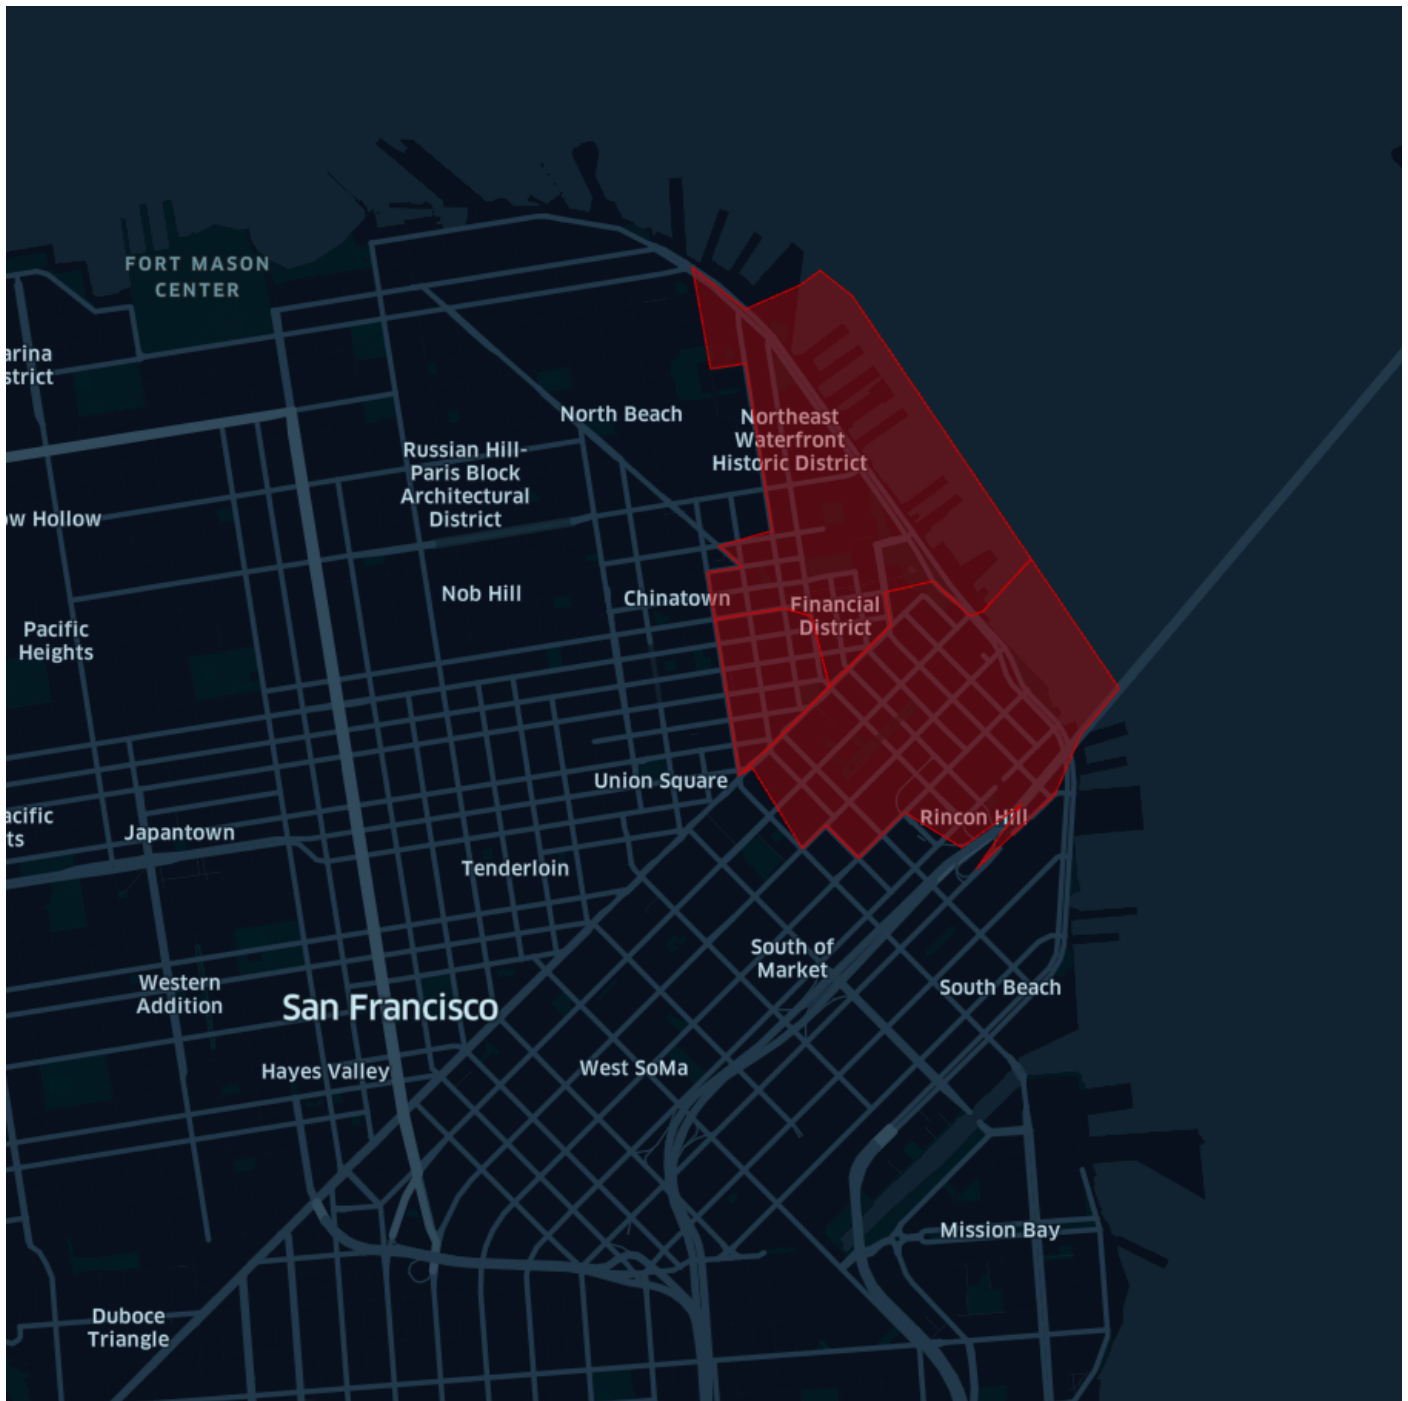 FORT MASON
CENTER
arina
strict
North Beach
Northeast
Waterfront
Historic District
Russian Hill-
Paris Block
Architectural
District
ow Hollow
Nob Hill
Chinatown
Financial
District
Pacific
Heights
Union Square
Rincon Hill
acific
ts
Japantown
Tenderloin
South of
Market
Western
Addition
San Francisco
South Beach
Hayes Valley
West SoMa
Mission Bay
Duboce
Triangle